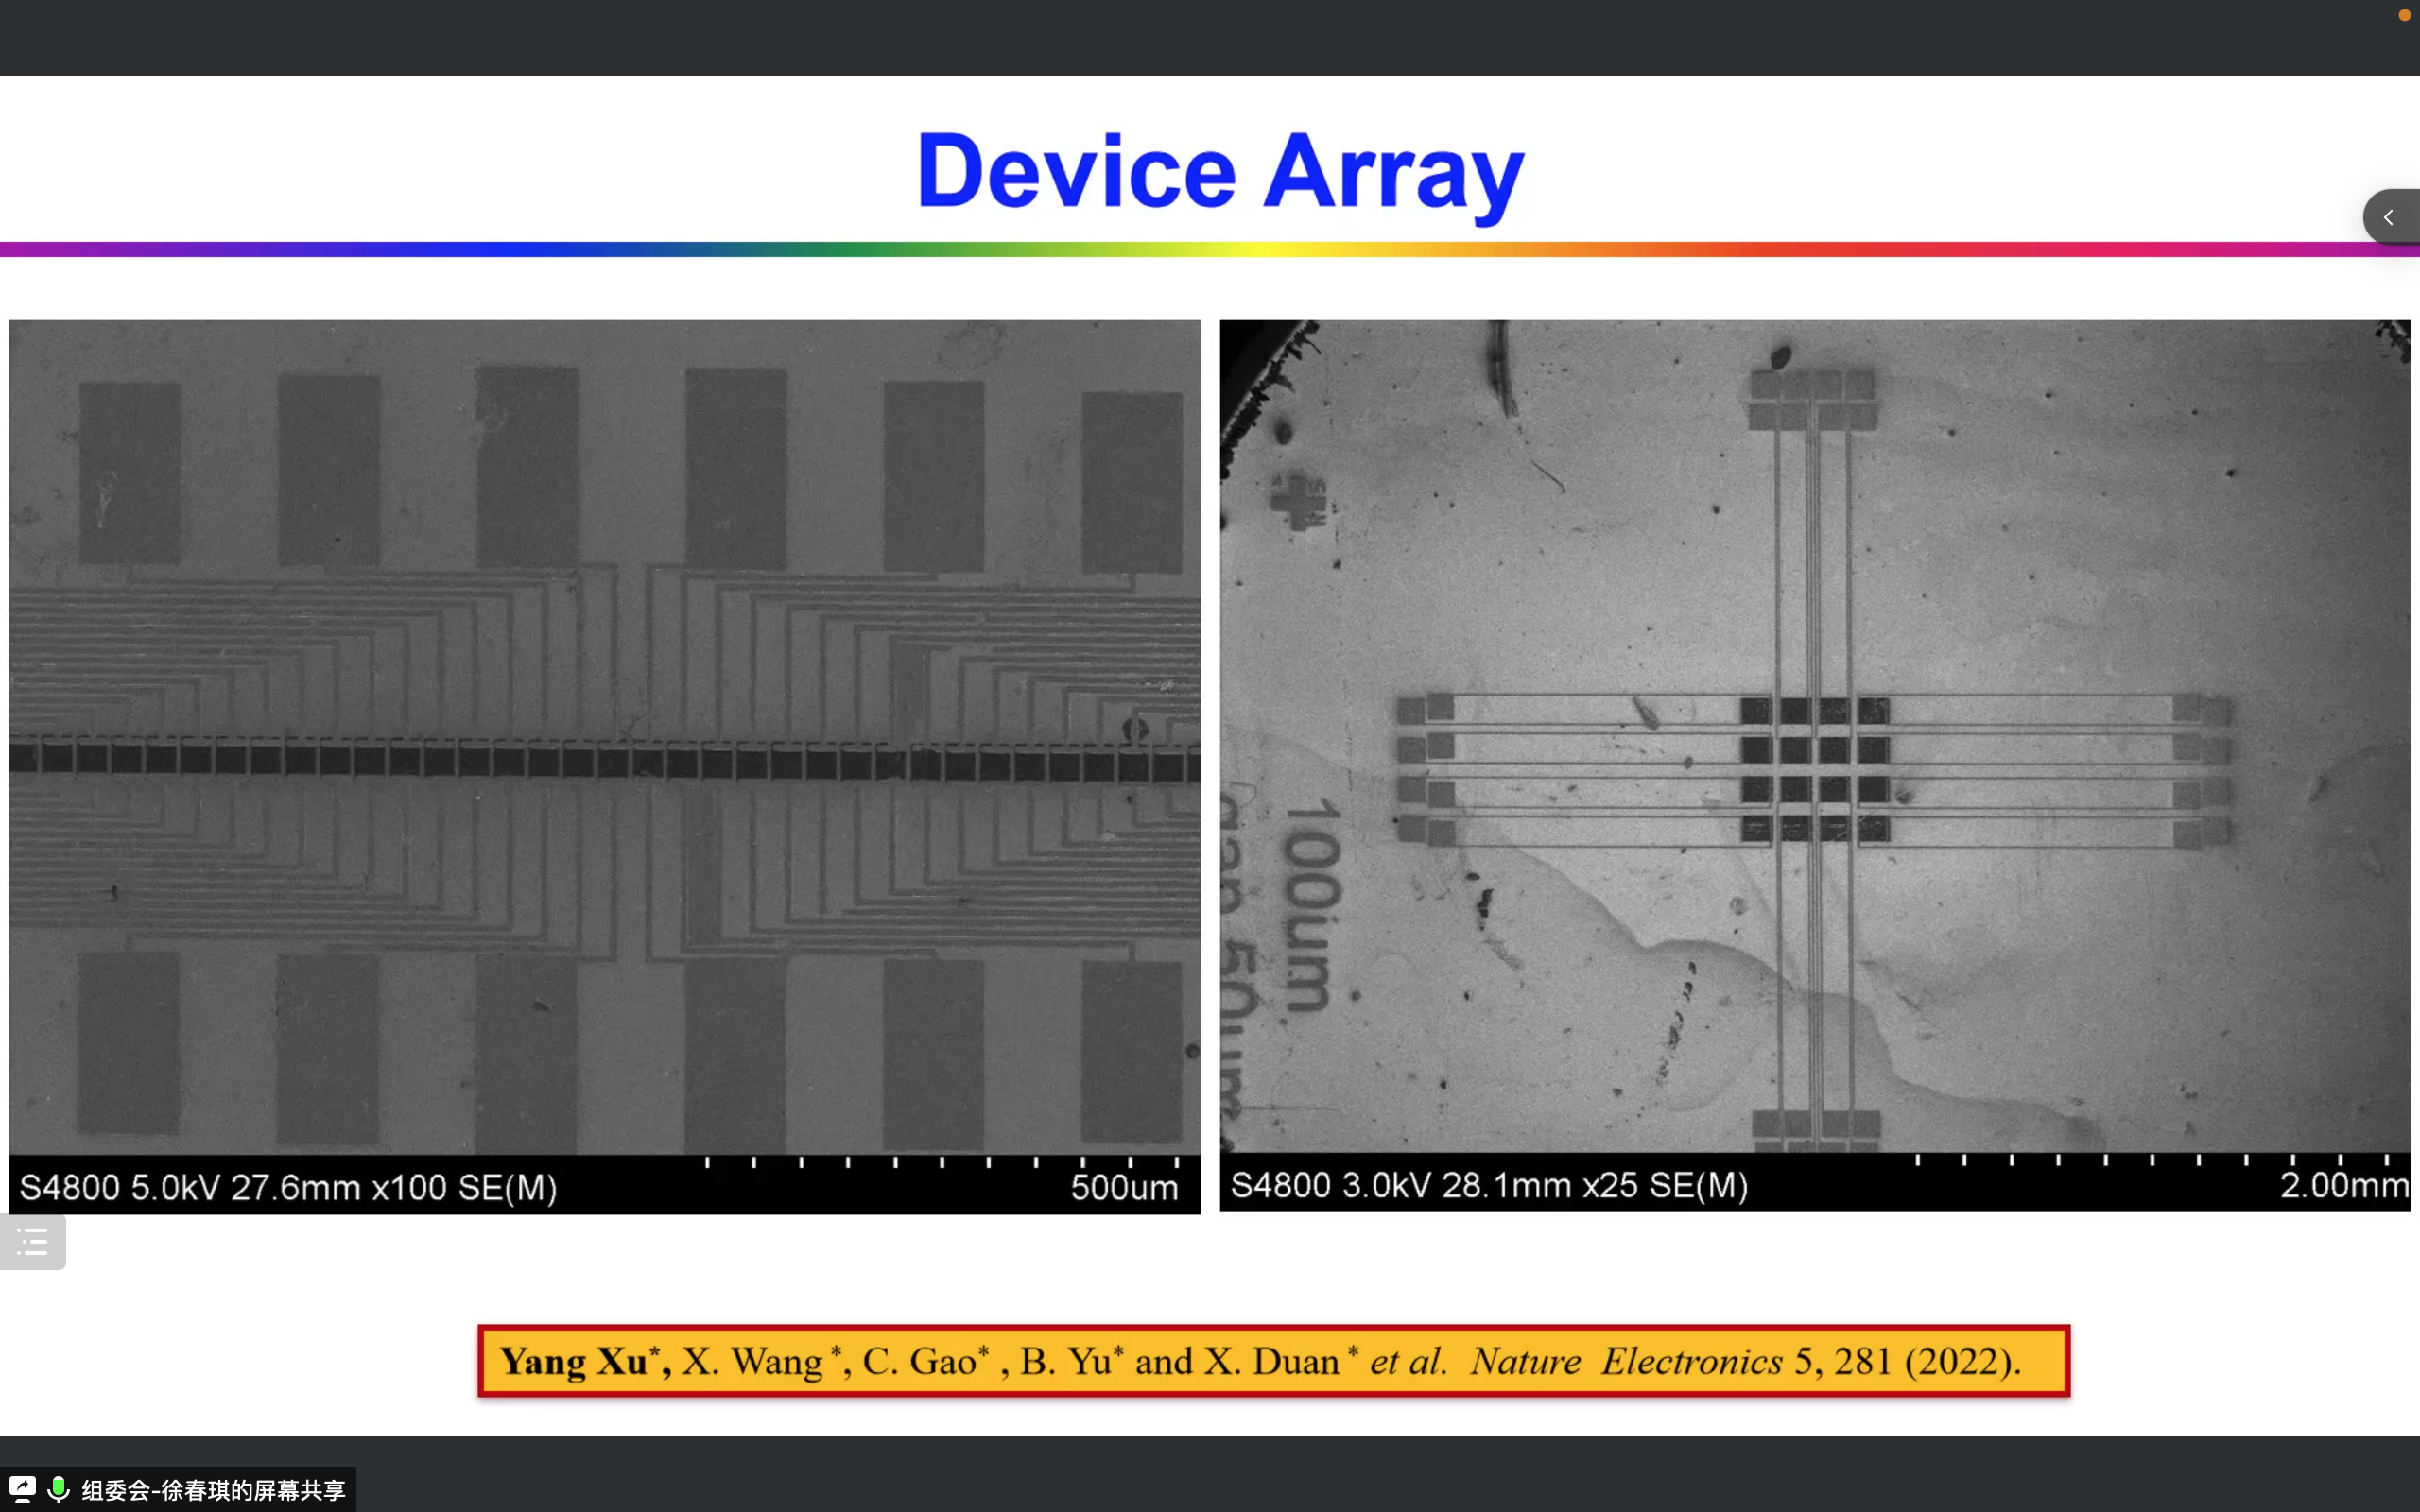 Device Array
100um
gap 50um
S4800 5.0kV 27.6mm x100 SE(M)
500um
S4800 3.0kV 28.1mm x25 SE(M)
2.00mm
Yang Xu*, X. Wang *, C. Gao* , B. Yu* and X. Duan * et al. Nature Electronics 5, 281 (2022).
组委会-徐春琪的屏幕共享